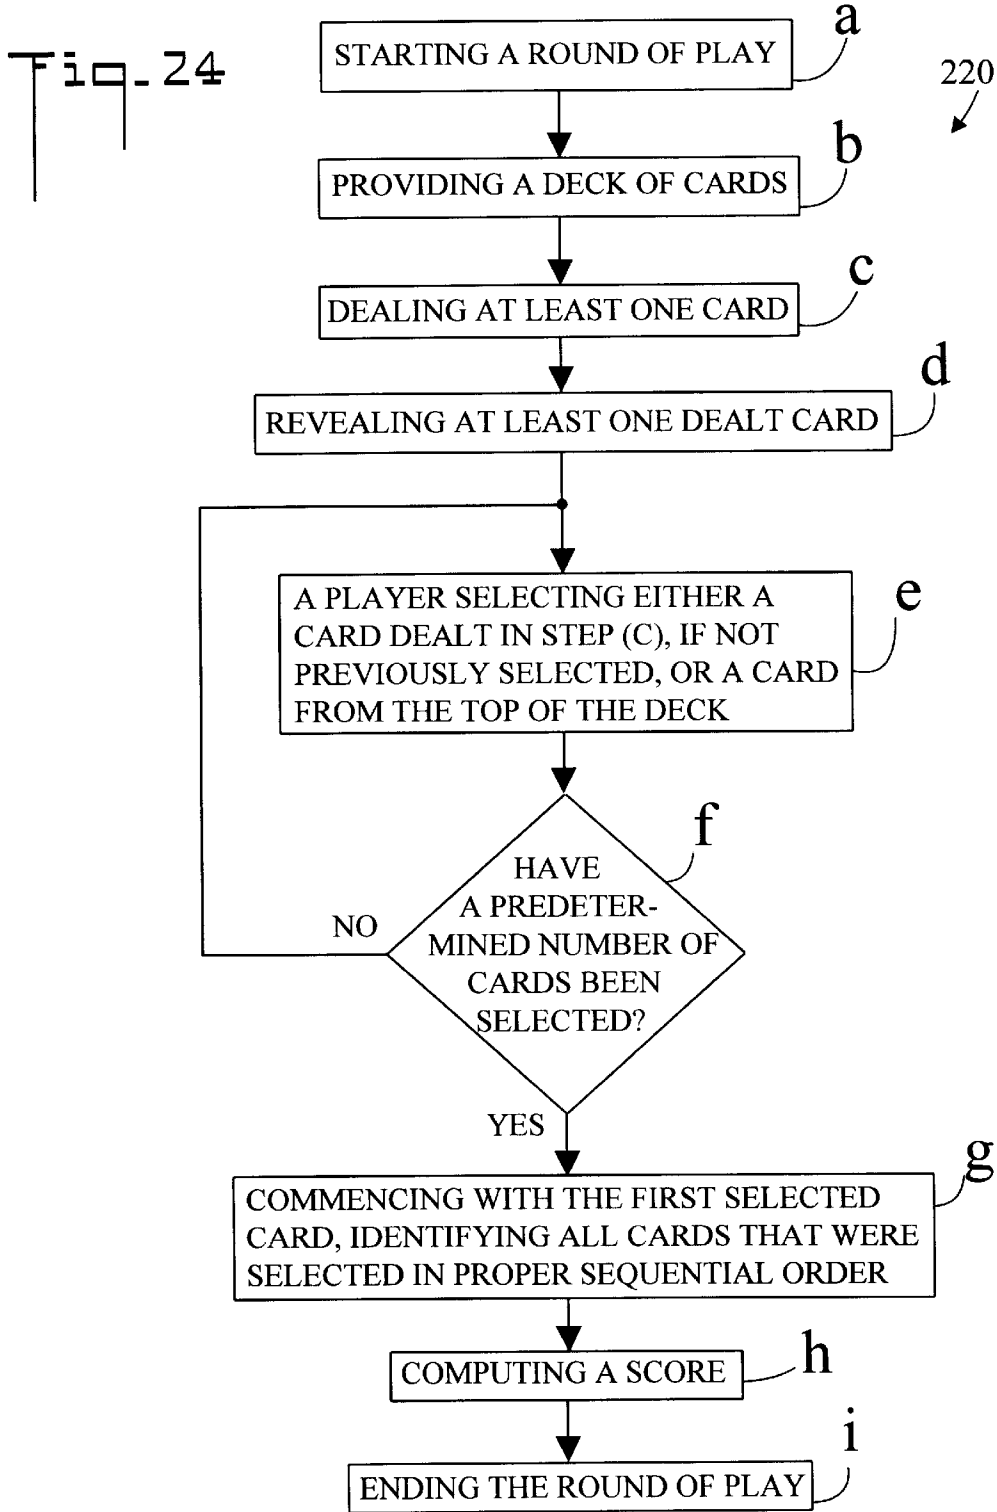 Fig. 24
220
STARTING A ROUND OF PLAY
a
PROVIDING A DECK OF CARDS
b
DEALING AT LEAST ONE CARD
c
REVEALING AT LEAST ONE DEALT CARD
d
A PLAYER SELECTING EITHER A
CARD DEALT IN STEP (C), IF NOT
PREVIOUSLY SELECTED, OR A CARD
FROM THE TOP OF THE DECK
e
HAVE
A PREDETER-
MINED NUMBER OF
CARDS BEEN
SELECTED?
f
NO
YES
COMMENCING WITH THE FIRST SELECTED
CARD, IDENTIFYING ALL CARDS THAT WERE
SELECTED IN PROPER SEQUENTIAL ORDER
g
COMPUTING A SCORE
h
ENDING THE ROUND OF PLAY
i